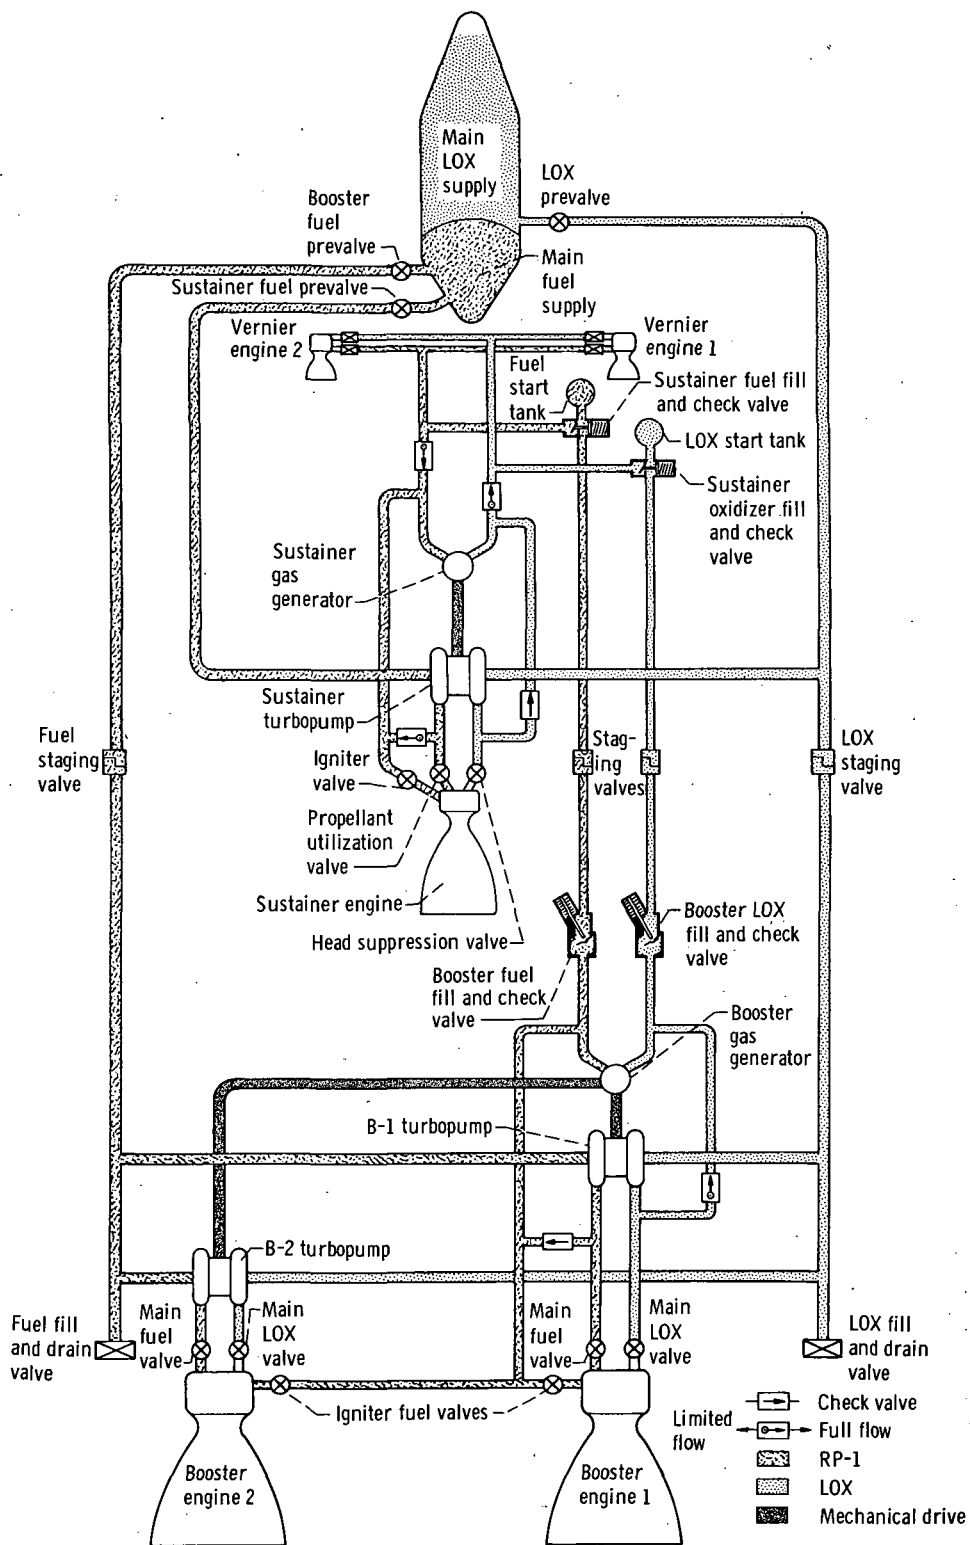 Main
LOX
supply
LOX
prevalve
Booster
fuel
prevalve
Main
fuel
supply
Sustainer fuel prevalve
Vernier
engine 2
Vernier
engine 1
Fuel
start
tank
Sustainer fuel fill
and check valve
LOX start tank
Sustainer
oxidizer fill
and check
valve
Sustainer
gas
generator
Sustainer
turbopump
Fuel
staging
valve
Igniter
valve
Stag-
ing
valves
LOX
staging
valve
Propellant
utilization
valve
Sustainer engine
Head suppression valve
Booster LOX
fill and check
valve
Booster fuel
fill and check
valve
Booster
gas
generator
B-1 turbopump
B-2 turbopump
Fuel fill
and drain
valve
Main
fuel
valve
Main
LOX
valve
Main
fuel
valve
Main
LOX
valve
LOX fill
and drain
valve
Igniter fuel valves
Booster
engine 2
Booster
engine 1
Check valve
Limited
flow
Full flow
RP-1
LOX
Mechanical drive